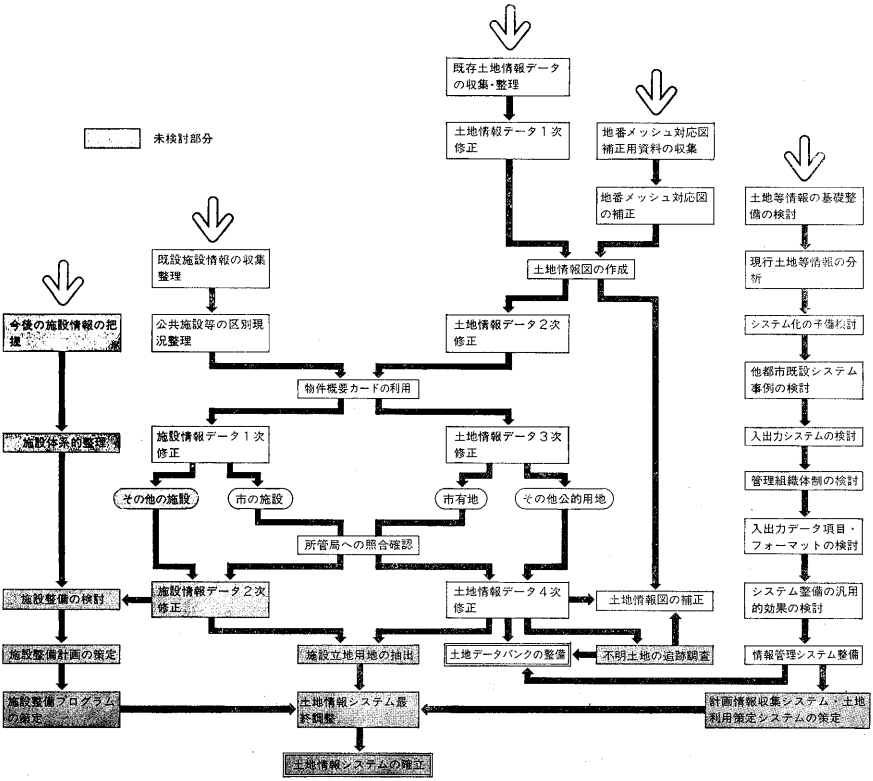 既存土地情報データ
の収集・整理
土地情報データ1次
修正
地番メッシュ対応図
補正用資料の収集
未検討部分
地番メッシュ対応図
の補正
土地等情報の基礎整
備の検討
既設施設情報の収集
整理
土地情報図の作成
現行土地等情報の分
析
今後の施設情報の把
握
公共施設等の区別現
況整理
土地情報データ2次
修正
システム化の予備検討
物件概要カードの利用
他都市既設システム
事例の検討
施設体系的整理
施設情報データ1次
修正
土地情報データ3次
修正
入出力システムの検討
管理組織体制の検討
その他の施設
市の施設
市有地
その他公的用地
所管局への照合確認
入出力データ項目・
フォーマットの検討
施設整備の検討
施設情報データ2次
修正
土地情報データ4次
修正
土地情報図の補正
システム整備の汎用
的効果の検討
施設整備計画の策定
施設立地用地の抽出
土地データバンクの整備
不明土地の追跡調査
情報管理システム整備
施設整備プログラム
の策定
土地情報システム最
終調整
計画情報収集システム・土地
利用策定システムの策定
土地情報システムの確立